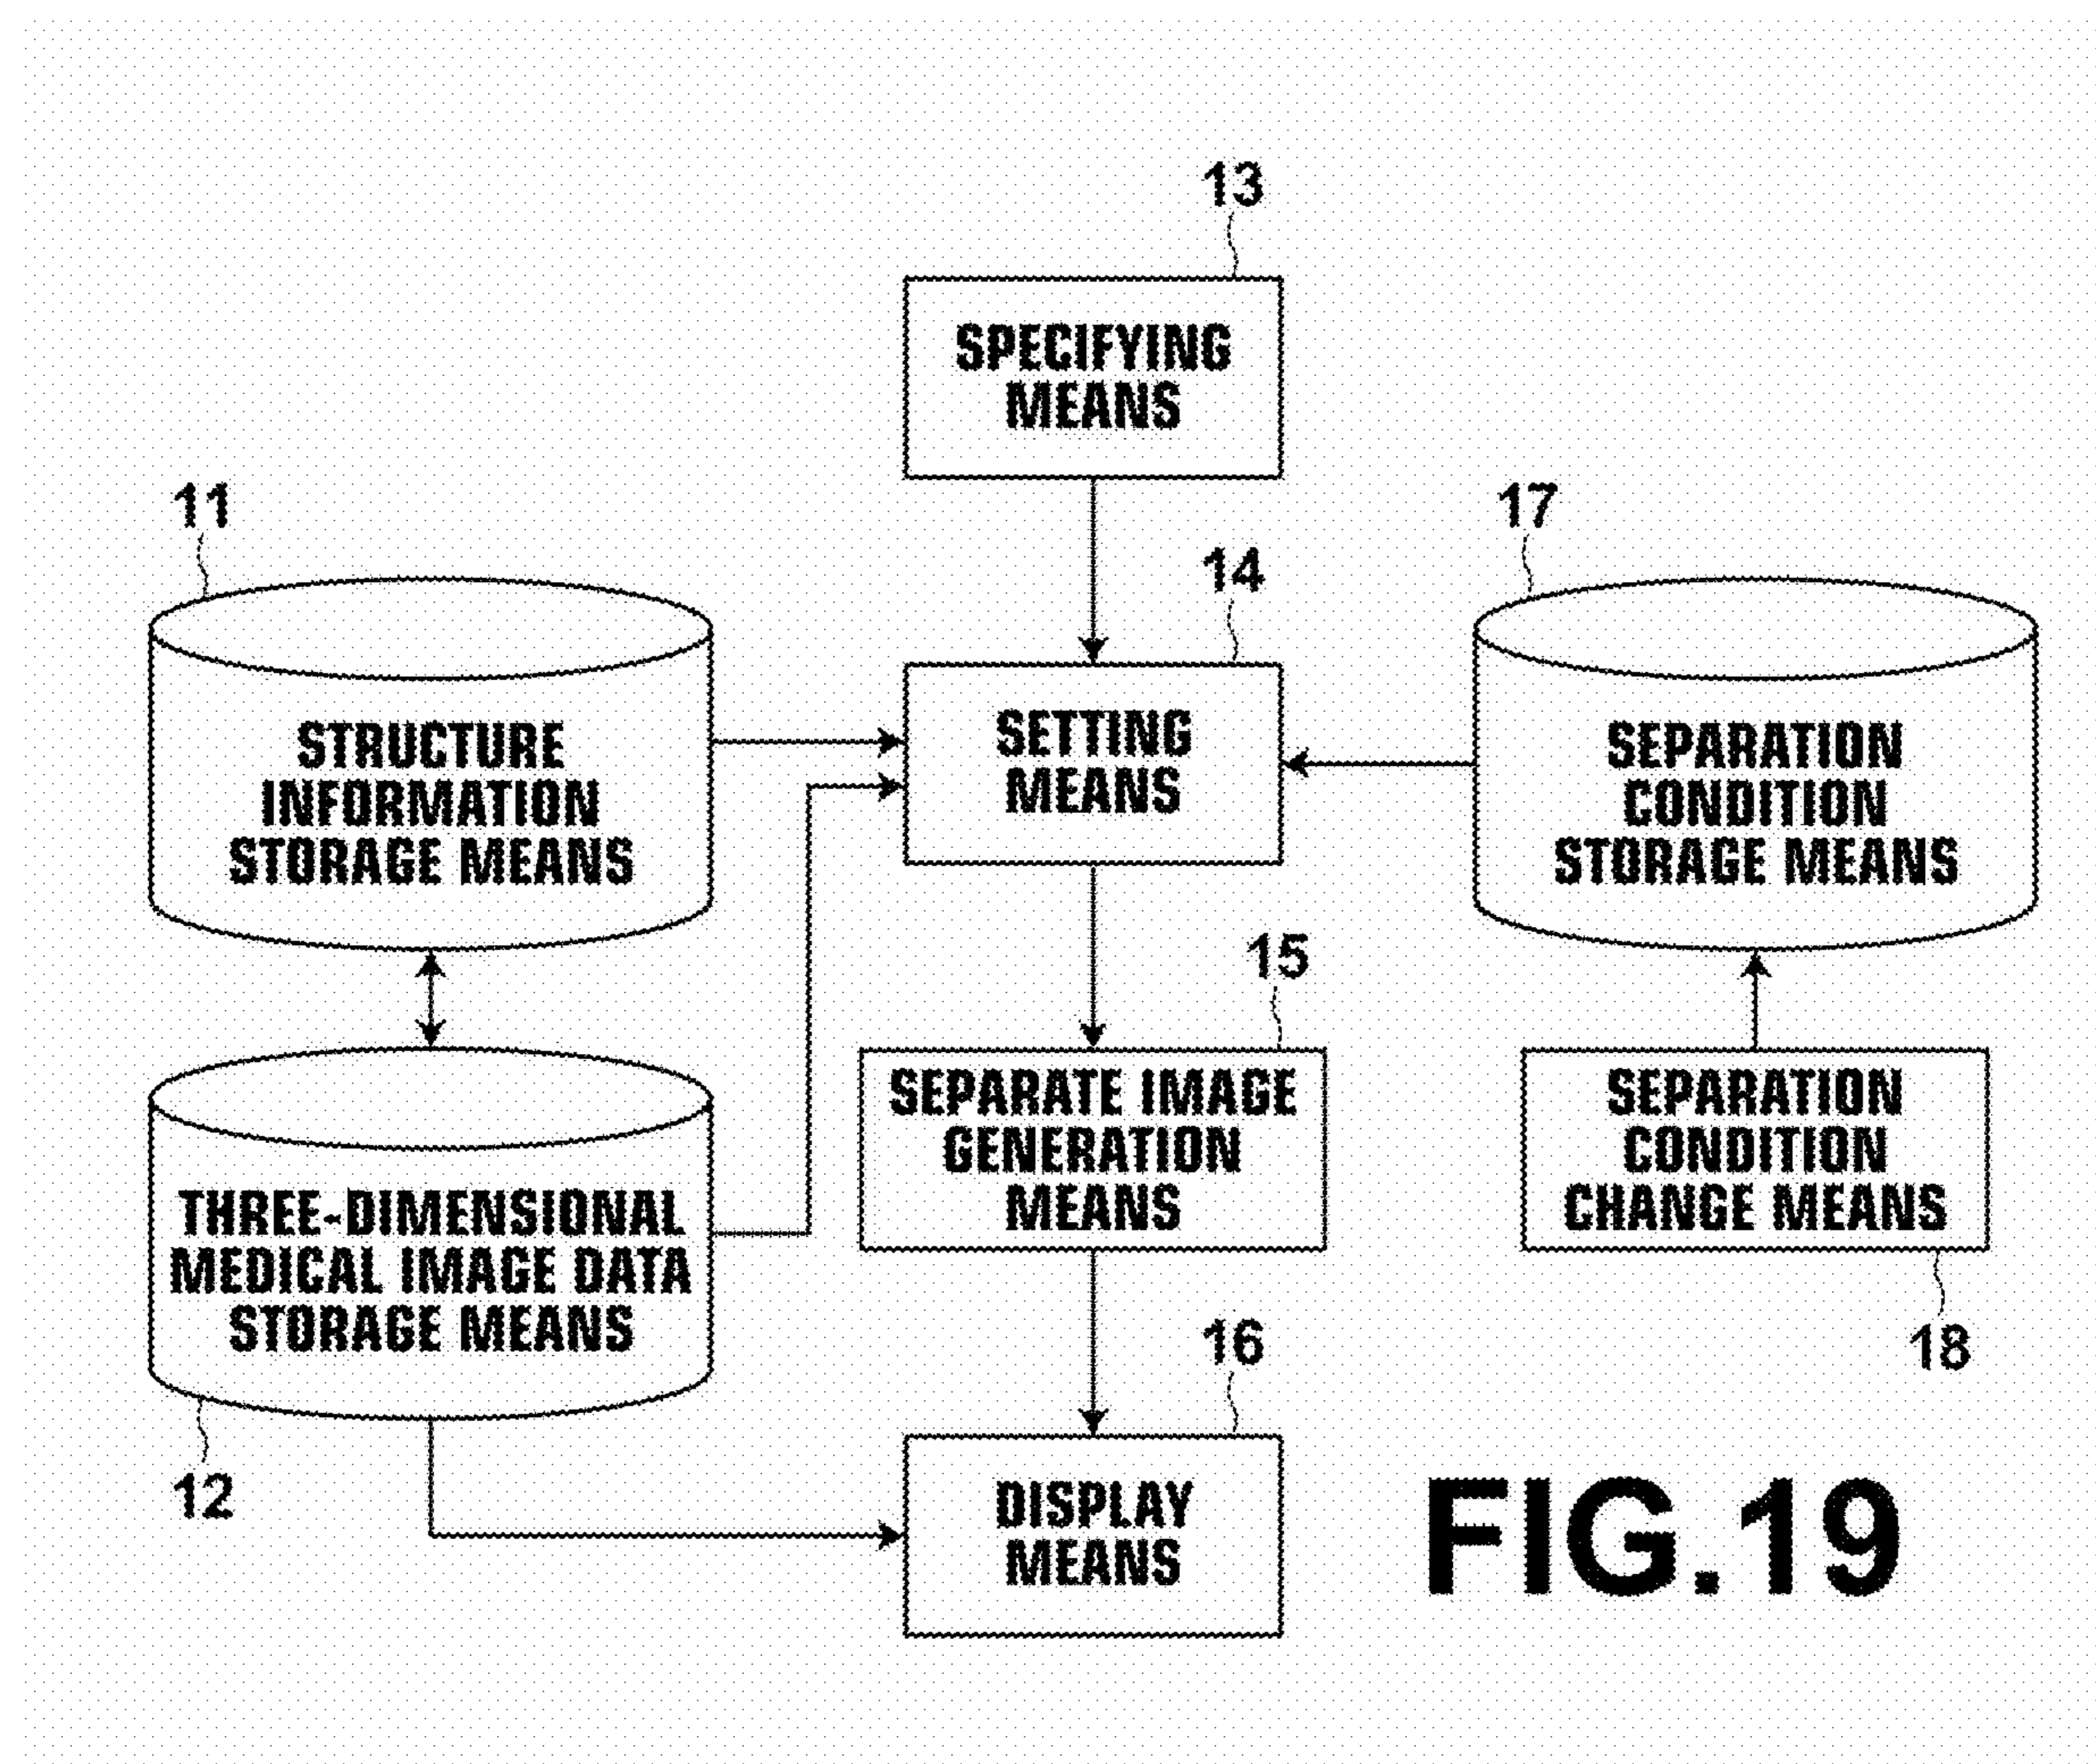 13
SPECIFYING
MEANS
11
17
14
STRUCTURE
INFORMATION
STORAGE MEANS
SETTING
MEANS
SEPARATION
CONDITION
STORAGE MEANS
15
THREE-DIMENSIONAL
MEDICAL IMAGE DATA
STORAGE MEANS
SEPARATE IMAGE
GENERATION
MEANS
SEPARATION
CONDITION
CHANGE MEANS
16
18
12
DISPLAY
MEANS
FIG.19